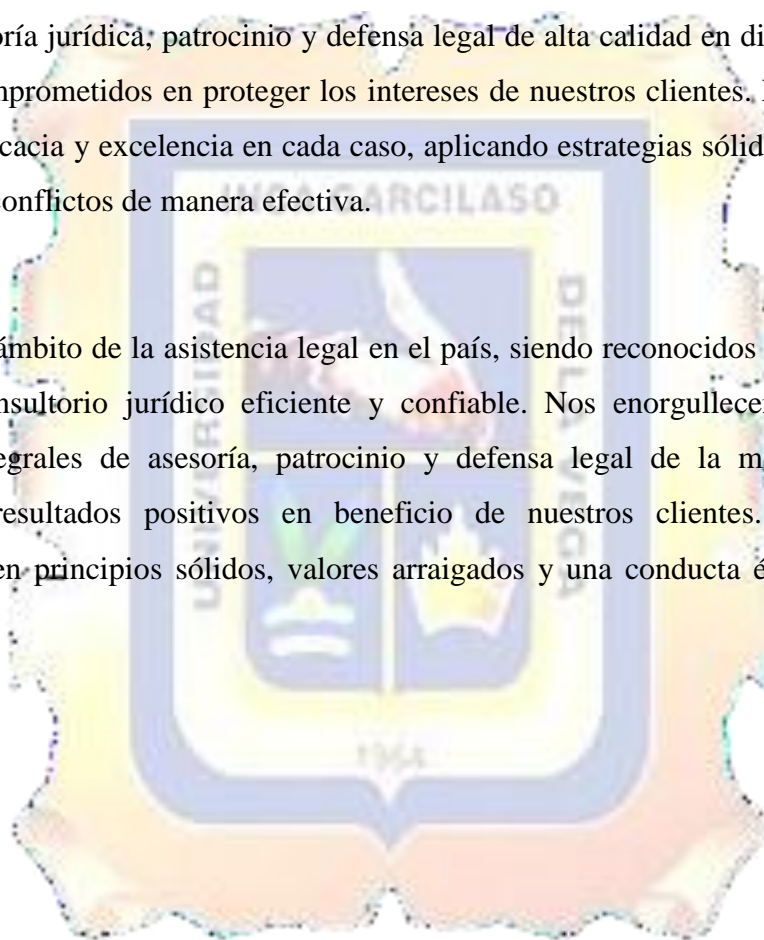 oría jurídica, patrocinio y defensa legal de alta calidad en di
mprometidos en proteger los intereses de nuestros clientes.
cacia y excelencia en cada caso, aplicando estrategias sólid
conflictos de manera efectiva.
INCA GARCILASO
UNIVERSIDAD
DE LA VEGA
ámbito de la asistencia legal en el país, siendo reconocidos
nsultorio jurídico eficiente y confiable. Nos enorgullece
egrales de asesoría, patrocinio y defensa legal de la m
resultados positivos en beneficio de nuestros clientes.
en principios sólidos, valores arraigados y una conducta é
1964